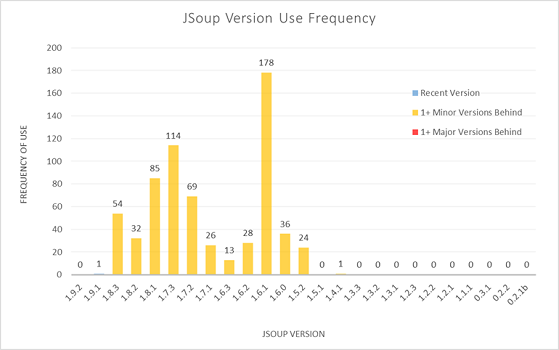 JSoup Version Use Frequency
200
180
160
140
120
100
80
60
40
20
0
FREQUENCY OF USE
0 1 54 32 85 114 69 26 13 28 178 36 24 0 1 0 0 0 0 0 0 0 0 0 0
Recent Version
1+ Minor Versions Behind
1+ Major Versions Behind
1.9.2 1.9.1 1.8.3 1.8.2 1.8.1 1.7.3 1.7.2 1.7.1 1.6.3 1.6.2 1.6.1 1.6.0 1.5.2 1.5.1 1.4.1 1.3.3 1.3.2 1.3.1 1.2.3 1.2.2 1.2.1 1.1.1 0.3.1 0.2.2 0.2.1b
JSOUP VERSION